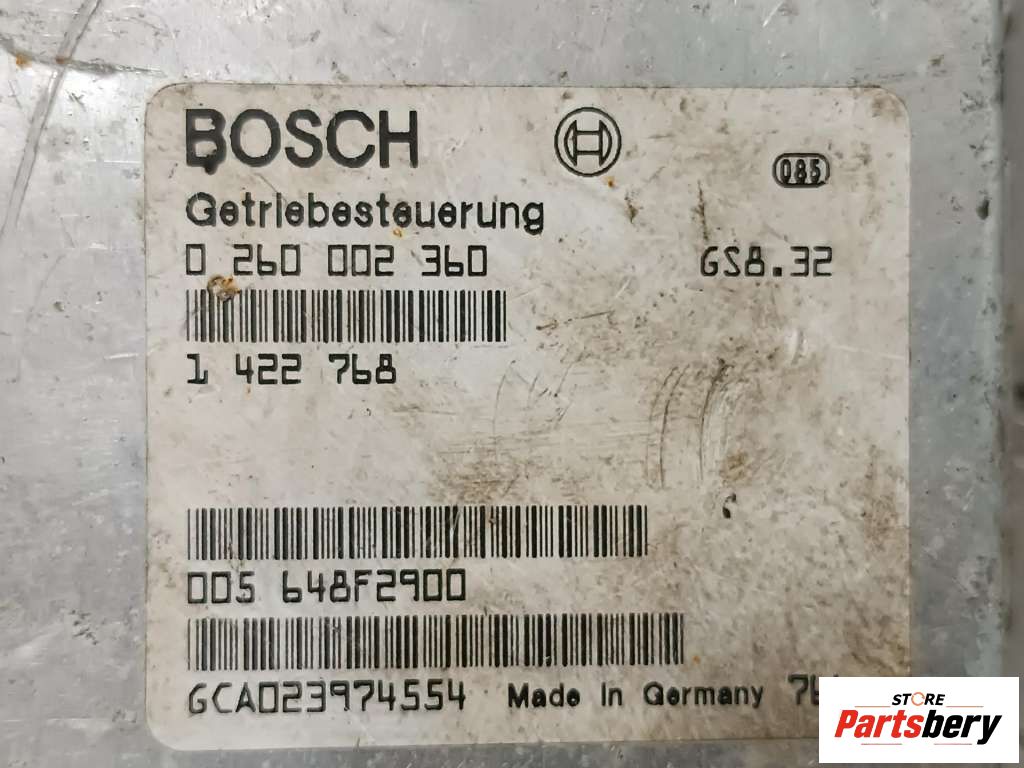 BOSCH
085
Getriebesteuerung
0 260 002 360 GS8.32
1 422 768
005 648F2900
GCA023974554 Made In Germany
STORE
Partsbery